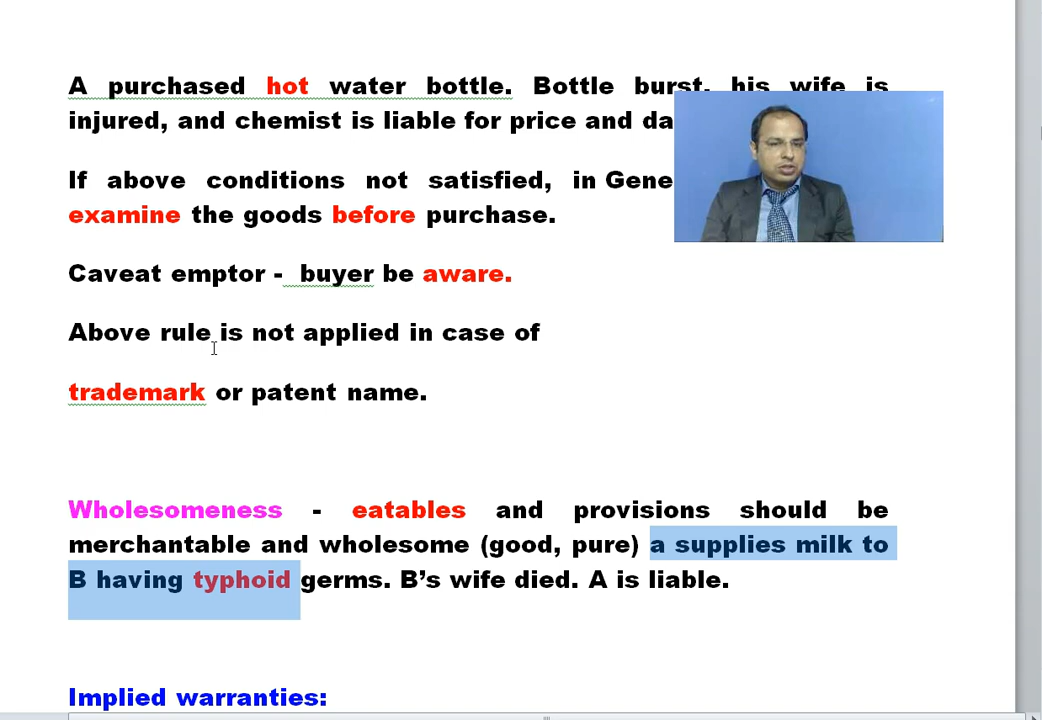 A purchased hot water bottle. Bottle burst, his wife is
injured, and chemist is liable for price and da
If above conditions not satisfied, in Gene
examine the goods before purchase.
Caveat emptor - buyer be aware.
Above rule is not applied in case of
trademark or patent name.
Wholesomeness - eatables and provisions should be
merchantable and wholesome (good, pure) a supplies milk to
B having typhoid germs. B’s wife died. A is liable.
Implied warranties: